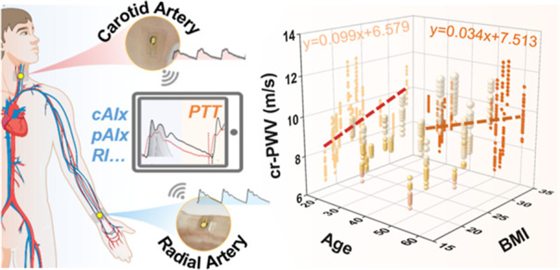 Carotid Artery
cAIx
pAIx
RI...
PTT
Radial Artery
y=0.099x+6.579
y=0.034x+7.513
cr-PWV (m/s)
14
12
10
8
6
20
30
40
50
60
Age
15
20
25
30
35
BMI